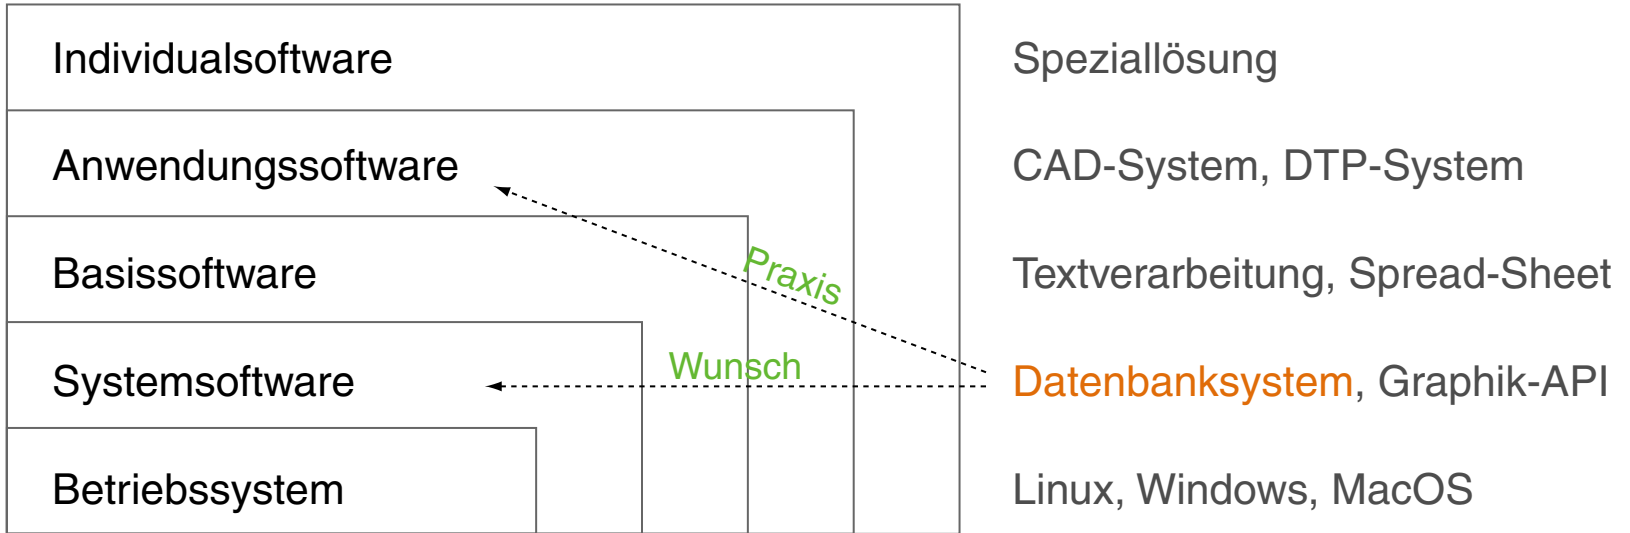 Individualsoftware Speziallösung
Anwendungssoftware CAD-System, DTP-System
Basissoftware Praxis Textverarbeitung, Spread-Sheet
Systemsoftware Wunsch Datenbanksystem, Graphik-API
Betriebssystem Linux, Windows, MacOS